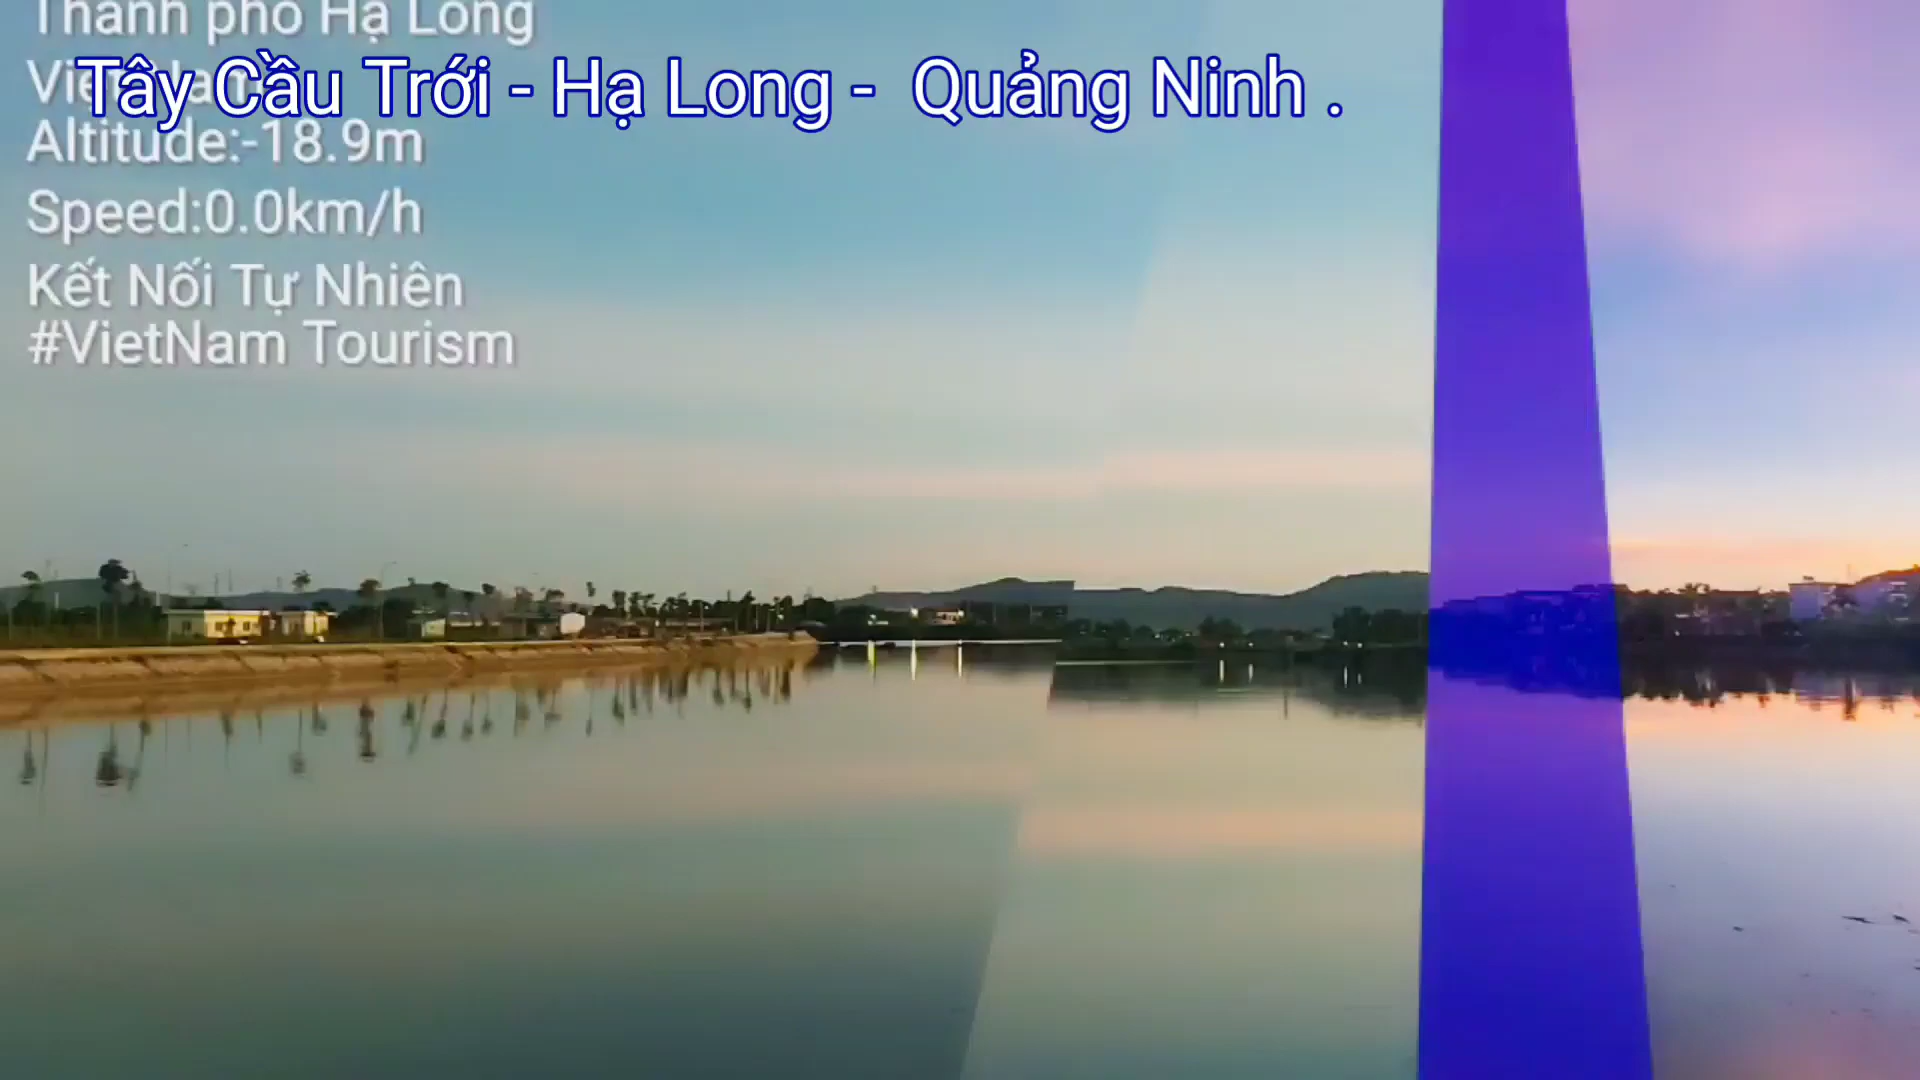 Thành phố Hạ Long
Tây Cầu Trới - Hạ Long - Quảng Ninh .
Altitude:-18.9m
Speed:0.0km/h
Kết Nối Tự Nhiên
#VietNam Tourism